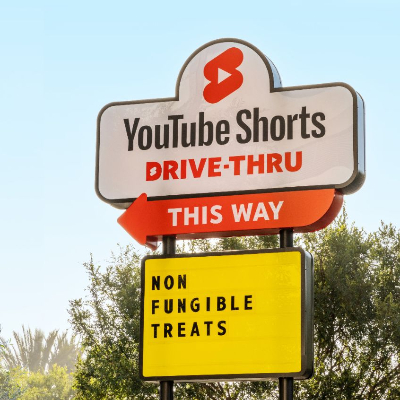 YouTube Shorts
DRIVE-THRU
THIS WAY
NON
FUNGIBLE
TREATS